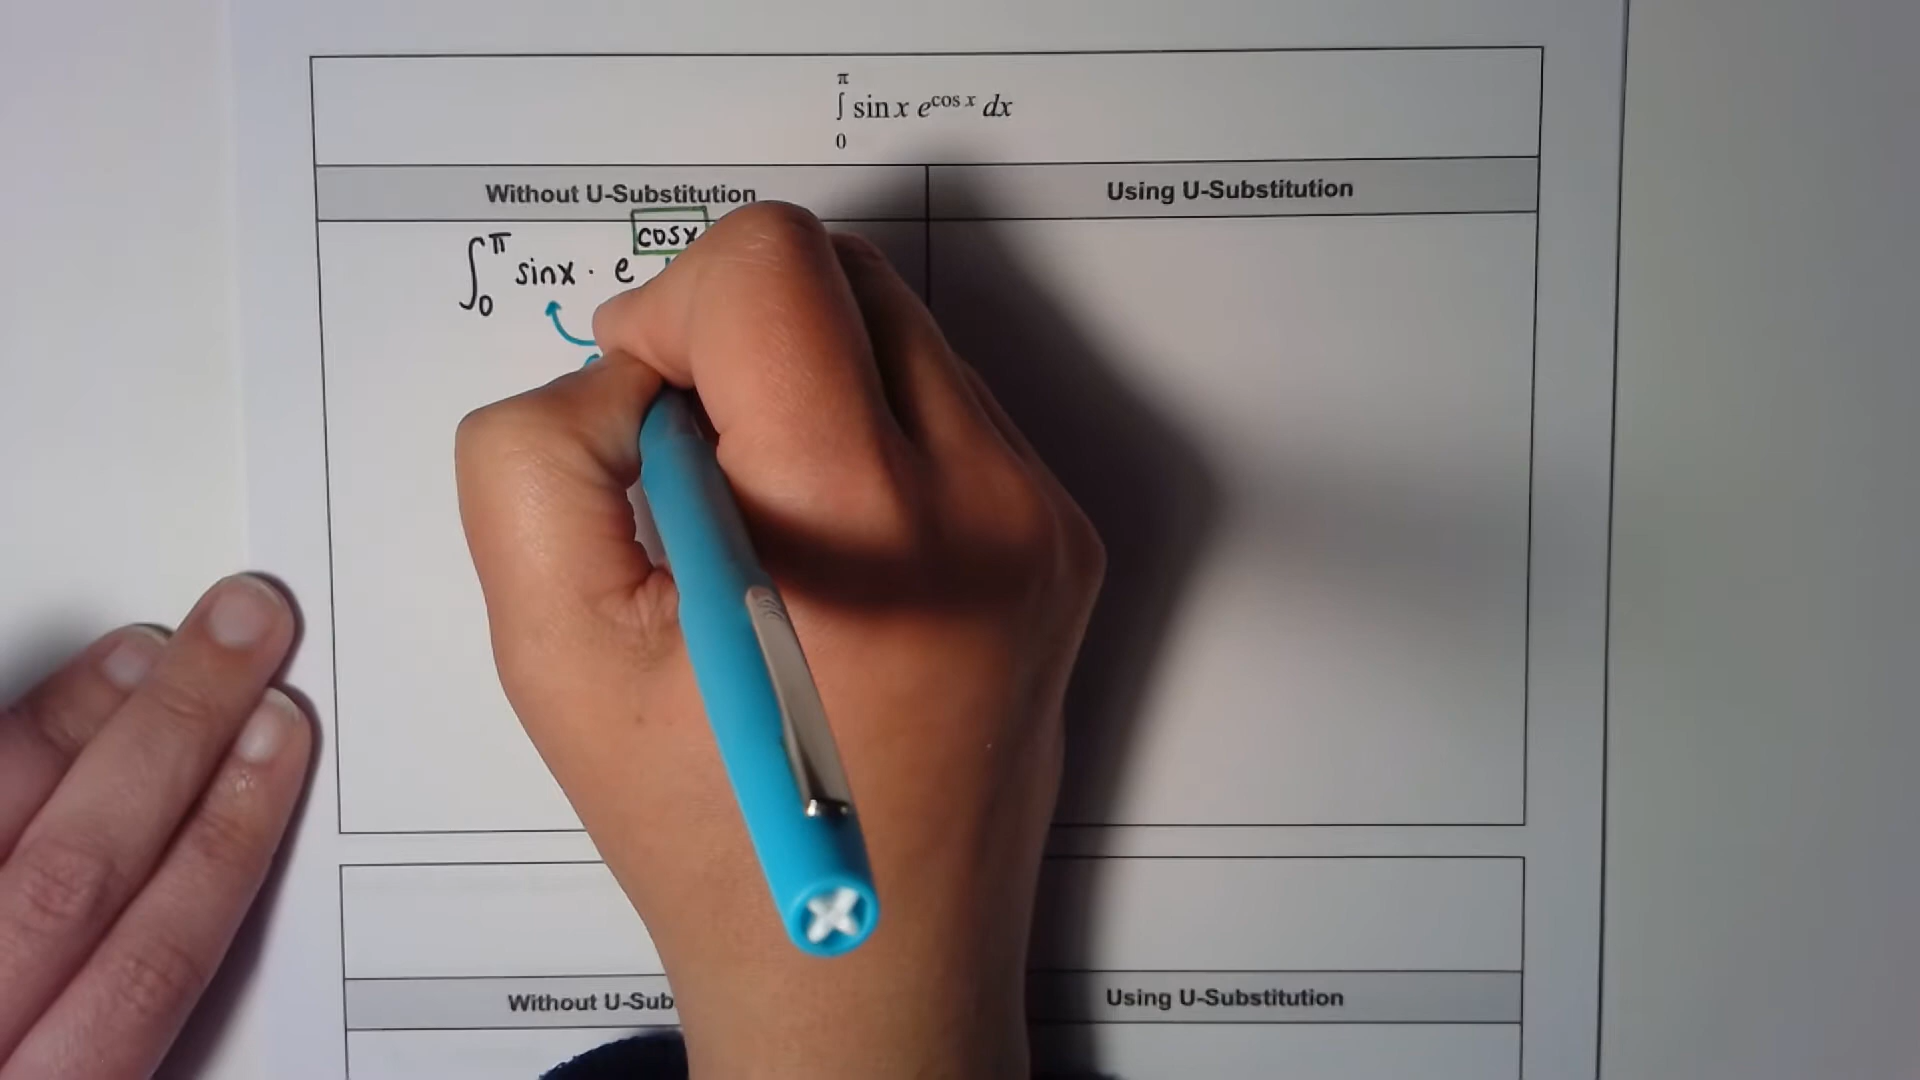 π
∫ sin x e^cos x dx
0
Without U-Substitution Using U-Substitution
∫₀^π sinx · e^cosx
Without U-Sub Using U-Substitution